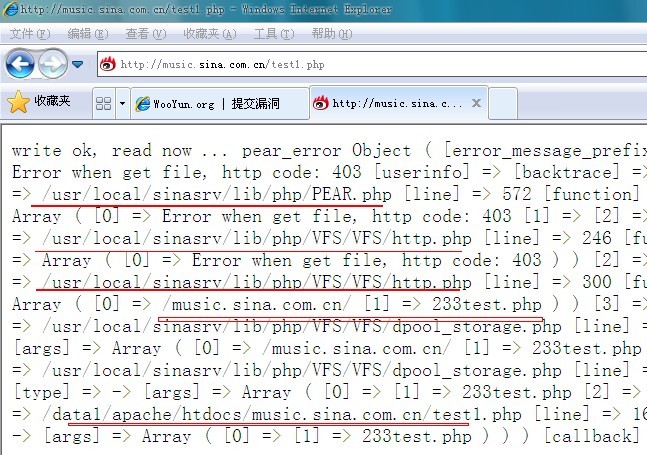 http://music.sina.com.cn/test1.php - Windows Internet Explorer
文件(F) 编辑(E) 查看(V) 收藏夹(A) 工具(T) 帮助(H)
http://music.sina.com.cn/test1.php
收藏夹 WooYun.org | 提交漏洞 http://music.sina.c...
write ok, read now ... pear_error Object ( [error_message_prefix
Error when get file, http code: 403 [userinfo] => [backtrace] =>
=> /usr/local/sinasrv/lib/php/PEAR.php [line] => 572 [function]
Array ( [0] => Error when get file, http code: 403 [1] => [2] =>
=> /usr/local/sinasrv/lib/php/VFS/VFS/http.php [line] => 246 [fu
=> Array ( [0] => Error when get file, http code: 403 ) ) [2] =>
=> /usr/local/sinasrv/lib/php/VFS/VFS/http.php [line] => 300 [fu
Array ( [0] => /music.sina.com.cn/ [1] => 233test.php ) ) [3] =>
=> /usr/local/sinasrv/lib/php/VFS/VFS/dpool_storage.php [line] =
[args] => Array ( [0] => /music.sina.com.cn/ [1] => 233test.php
=> /usr/local/sinasrv/lib/php/VFS/VFS/dpool_storage.php [line] =
[type] => -> [args] => Array ( [0] => [1] => 233test.php [2] =>
=> /data1/apache/htdocs/music.sina.com.cn/test1.php [line] => 16
-> [args] => Array ( [0] => [1] => 233test.php ) ) ) [callback]